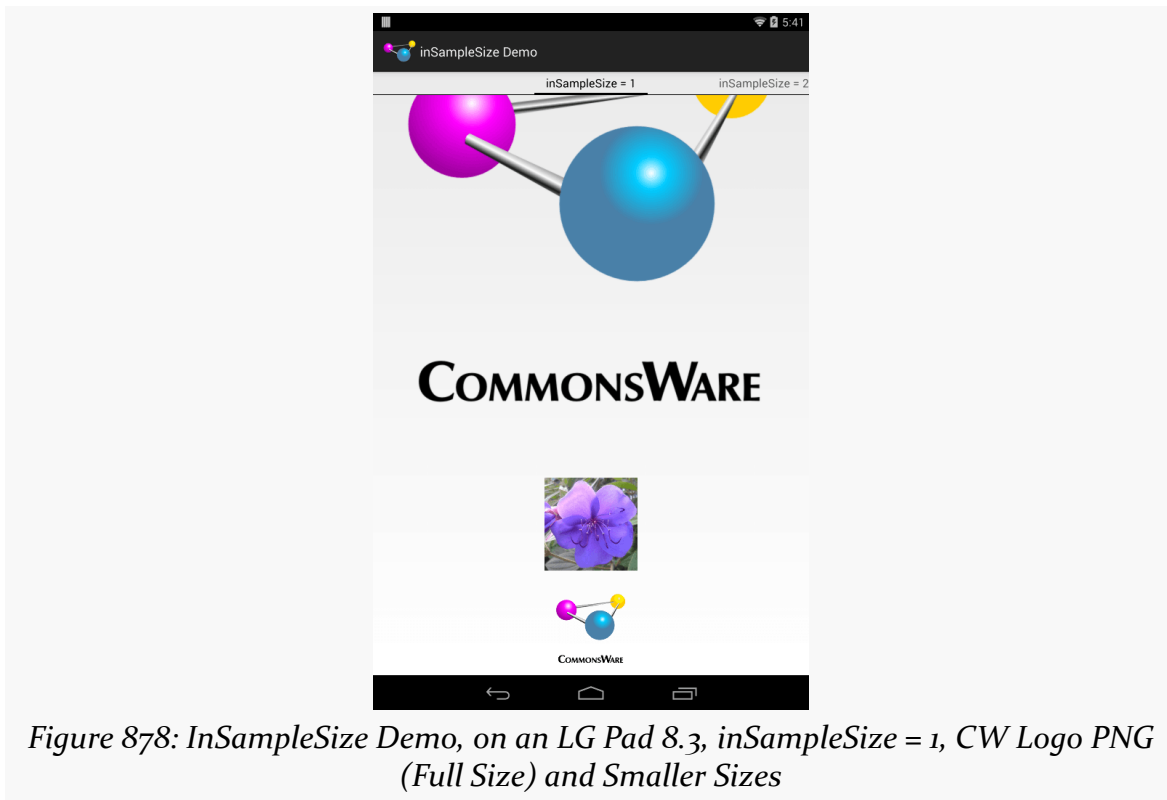 5:41
inSampleSize Demo
inSampleSize = 1
inSampleSize = 2
COMMONSWARE
COMMONSWARE
Figure 878: InSampleSize Demo, on an LG Pad 8.3, inSampleSize = 1, CW Logo PNG
(Full Size) and Smaller Sizes